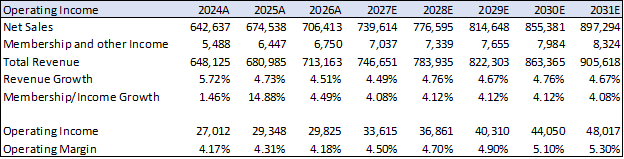 Operating Income 2024A 2025A 2026A 2027E 2028E 2029E 2030E 2031E
Net Sales 642,637 674,538 706,413 739,614 776,595 814,648 855,381 897,294
Membership and other Income 5,488 6,447 6,750 7,037 7,339 7,655 7,984 8,324
Total Revenue 648,125 680,985 713,163 746,651 783,935 822,303 863,365 905,618
Revenue Growth 5.72% 4.73% 4.51% 4.49% 4.76% 4.67% 4.76% 4.67%
Membership/Income Growth 1.46% 14.88% 4.49% 4.08% 4.12% 4.12% 4.12% 4.08%
Operating Income 27,012 29,348 29,825 33,615 36,861 40,310 44,050 48,017
Operating Margin 4.17% 4.31% 4.18% 4.50% 4.70% 4.90% 5.10% 5.30%